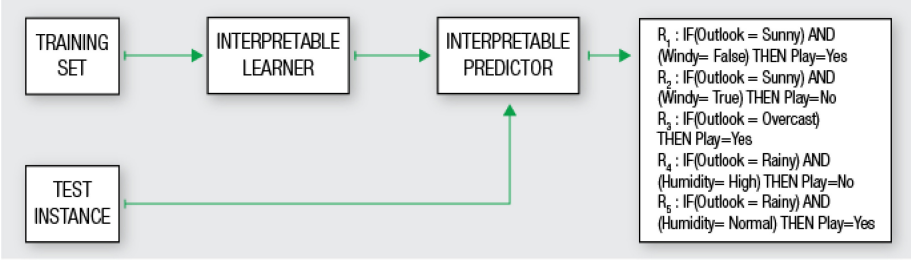 TRAINING
SET
INTERPRETABLE
LEARNER
INTERPRETABLE
PREDICTOR
R₁ : IF(Outlook = Sunny) AND
(Windy= False) THEN Play=Yes
R₂ : IF(Outlook = Sunny) AND
(Windy= True) THEN Play=No
R₃ : IF(Outlook = Overcast)
THEN Play=Yes
R₄ : IF(Outlook = Rainy) AND
(Humidity= High) THEN Play=No
R₅ : IF(Outlook = Rainy) AND
(Humidity= Normal) THEN Play=Yes
TEST
INSTANCE